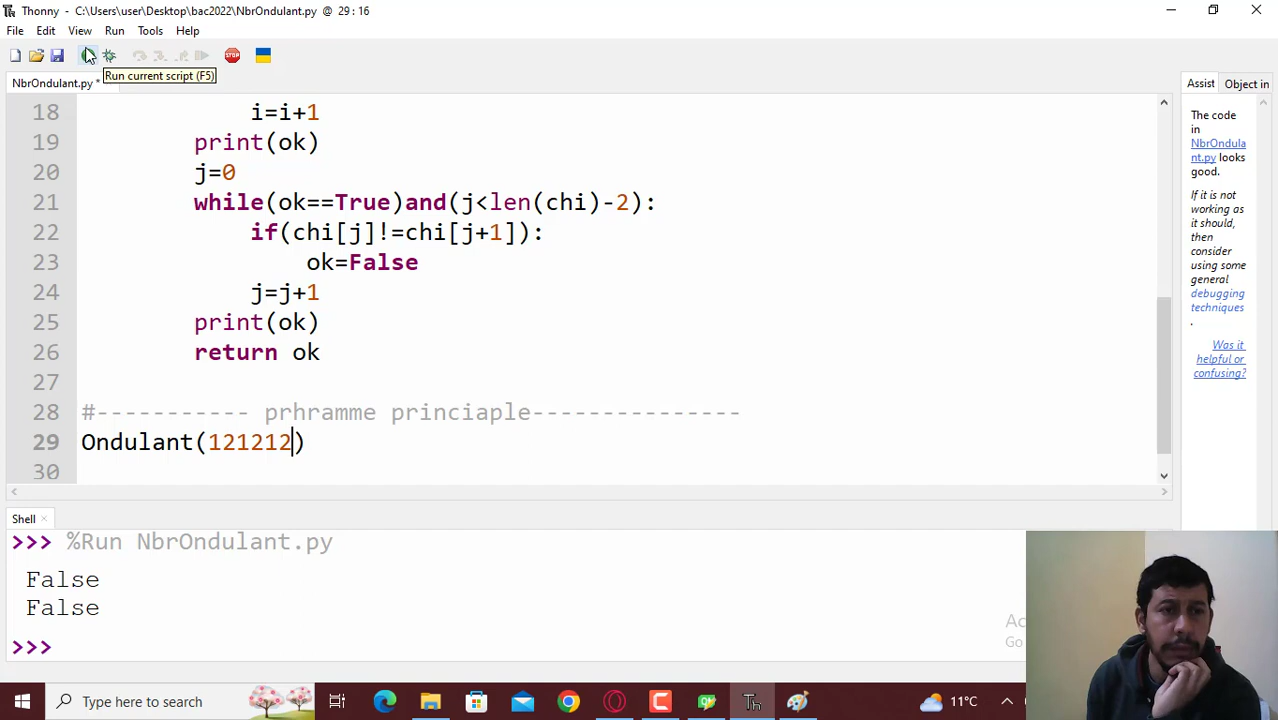 Thonny - C:\Users\user\Desktop\bac2022\NbrOndulant.py @ 29 : 16
File Edit View Run Tools Help
Run current script (F5)
NbrOndulant.py *
18 i=i+1
19 print(ok)
20 j=0
21 while(ok==True)and(j<len(chi)-2):
22 if(chi[j]!=chi[j+1]):
23 ok=False
24 j=j+1
25 print(ok)
26 return ok
27
28 #----------- prhramme princiaple---------------
29 Ondulant(121212)
30
Assist Object in
The code
in
NbrOndula
nt.py looks
good.
If it is not
working as
it should,
then
consider
using some
general
debugging
techniques
.
Was it
helpful or
confusing?
Shell
>>> %Run NbrOndulant.py
False
False
>>>
Go
Type here to search
Th
11°C